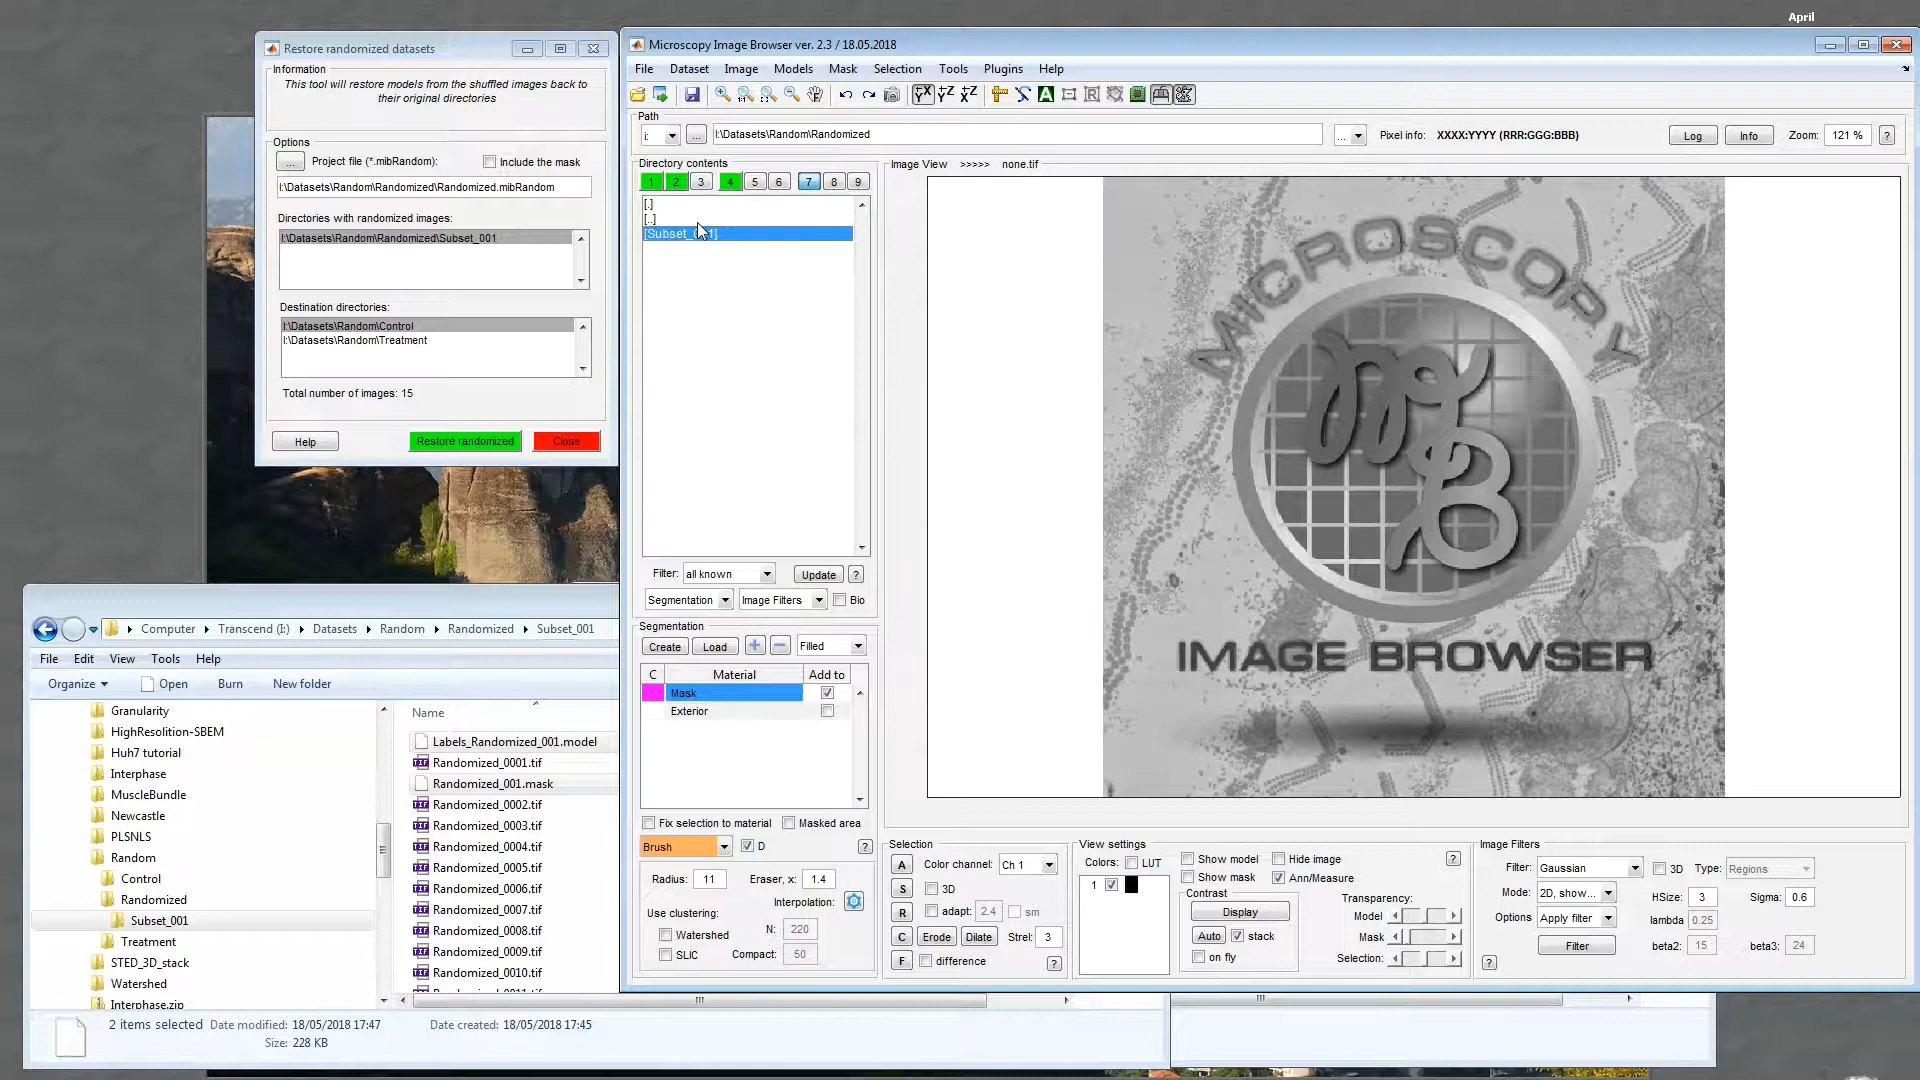 April
Restore randomized datasets
Information
This tool will restore models from the shuffled images back to
their original directories
Options
...
Project file (*.mibRandom):
Include the mask
I:\Datasets\Random\Randomized\Randomized.mibRandom
Directories with randomized images:
I:\Datasets\Random\Randomized\Subset_001
Destination directories:
I:\Datasets\Random\Control
I:\Datasets\Random\Treatment
Total number of images: 15
Help
Restore randomized
Close
Microscopy Image Browser ver. 2.3 / 18.05.2018
File Dataset Image Models Mask Selection Tools Plugins Help
Path
i:
...
I:\Datasets\Random\Randomized
...
Pixel info: XXXX:YYYY (RRR:GGG:BBB)
Log
Info
Zoom: 121 %
?
Directory contents
1 2 3 4 5 6 7 8 9
[.]
[..]
Filter: all known
Update
?
Segmentation
Image Filters
Bio
Image View >>>>> none.tif
MICROSCOPY
MB
IMAGE BROWSER
Segmentation
Create
Load
Filled
C Material Add to
Mask
Exterior
Fix selection to material
Masked area
Brush
D
?
Radius: 11
Eraser, x: 1.4
Interpolation:
Use clustering:
Watershed
N: 220
SLIC
Compact: 50
Selection
A
Color channel: Ch 1
S
3D
R
adapt: 2.4
sm
C
Erode
Dilate
Strel: 3
F
difference
?
View settings
Colors:
LUT
1
Show model
Hide image
?
Show mask
Ann/Measure
Contrast
Display
Auto
stack
on fly
Transparency:
Model
Mask
Selection:
Image Filters
Filter: Gaussian
3D
Type: Regions
Mode: 2D, show...
HSize: 3
Sigma: 0.6
Options Apply filter
lambda 0.25
Filter
beta2: 15
beta3: 24
?
Computer Transcend (I:) Datasets Random Randomized Subset_001
File Edit View Tools Help
Organize Open Burn New folder
Granularity
HighResolition-SBEM
Huh7 tutorial
Interphase
MuscleBundle
Newcastle
PLSNLS
Random
Control
Randomized
Subset_001
Treatment
STED_3D_stack
Watershed
Interphase.zip
Name
Labels_Randomized_001.model
Randomized_0001.tif
Randomized_001.mask
Randomized_0002.tif
Randomized_0003.tif
Randomized_0004.tif
Randomized_0005.tif
Randomized_0006.tif
Randomized_0007.tif
Randomized_0008.tif
Randomized_0009.tif
Randomized_0010.tif
Randomized_0011.tif
2 items selected Date modified: 18/05/2018 17:47 Date created: 18/05/2018 17:45
Size: 228 KB